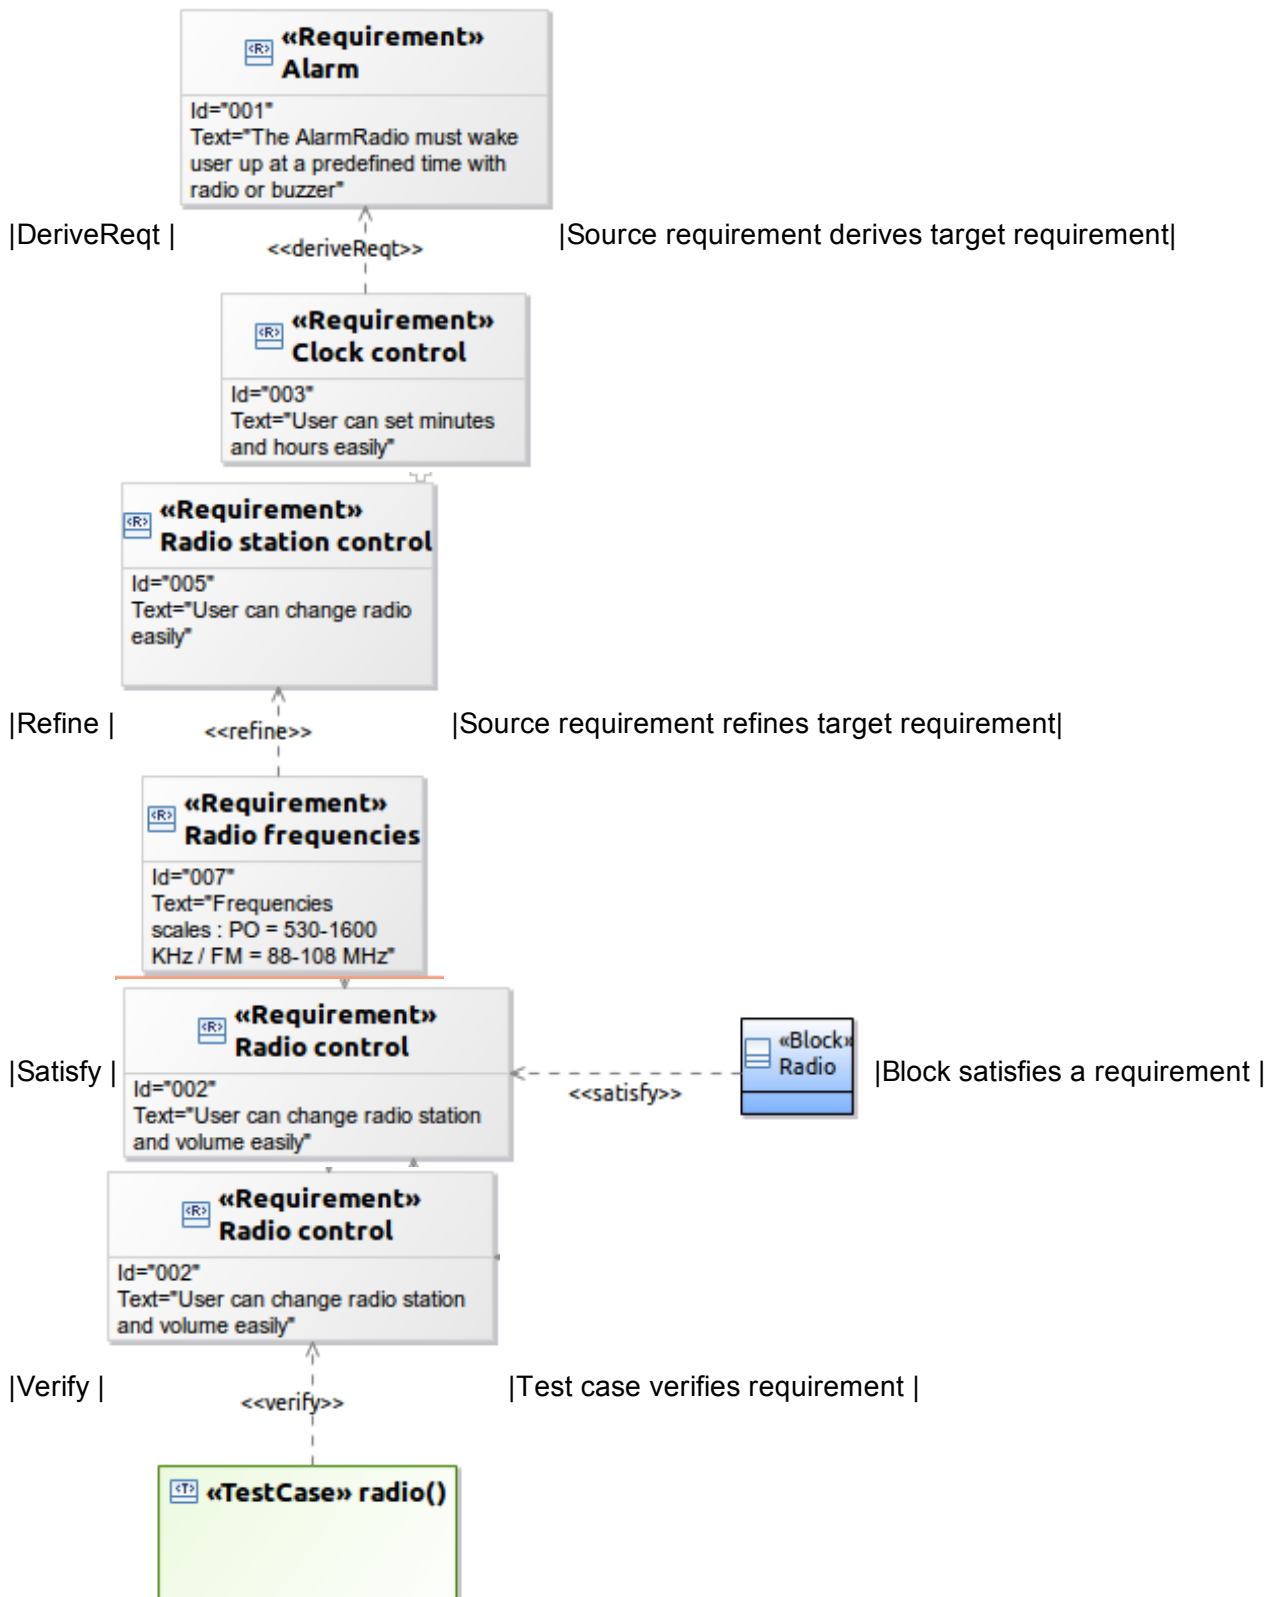 «Requirement»
Alarm
Id="001"
Text="The AlarmRadio must wake
user up at a predefined time with
radio or buzzer"
|DeriveReqt | <<deriveReqt>> |Source requirement derives target requirement|
«Requirement»
Clock control
Id="003"
Text="User can set minutes
and hours easily"
«Requirement»
Radio station control
Id="005"
Text="User can change radio
easily"
|Refine | <<refine>> |Source requirement refines target requirement|
«Requirement»
Radio frequencies
Id="007"
Text="Frequencies
scales : PO = 530-1600
KHz / FM = 88-108 MHz"
«Requirement»
Radio control
Id="002"
Text="User can change radio station
and volume easily"
|Satisfy | <<satisfy>>
«Block»
Radio
|Block satisfies a requirement |
«Requirement»
Radio control
Id="002"
Text="User can change radio station
and volume easily"
|Verify | <<verify>> |Test case verifies requirement |
«TestCase» radio()